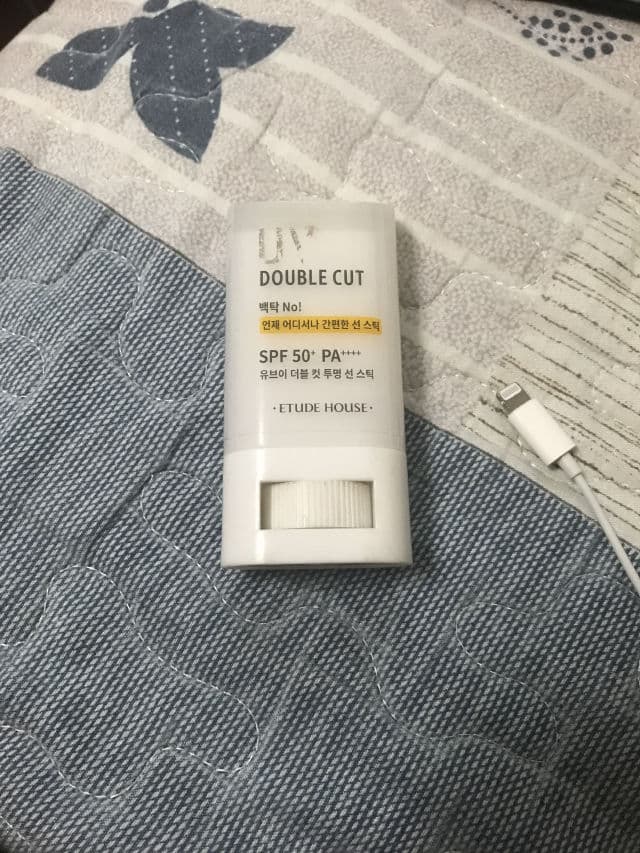 UV
DOUBLE CUT
백탁 No!
언제 어디서나 간편한 선 스틱
SPF 50+ PA++++
유브이 더블 컷 투명 선 스틱
·ETUDE HOUSE·